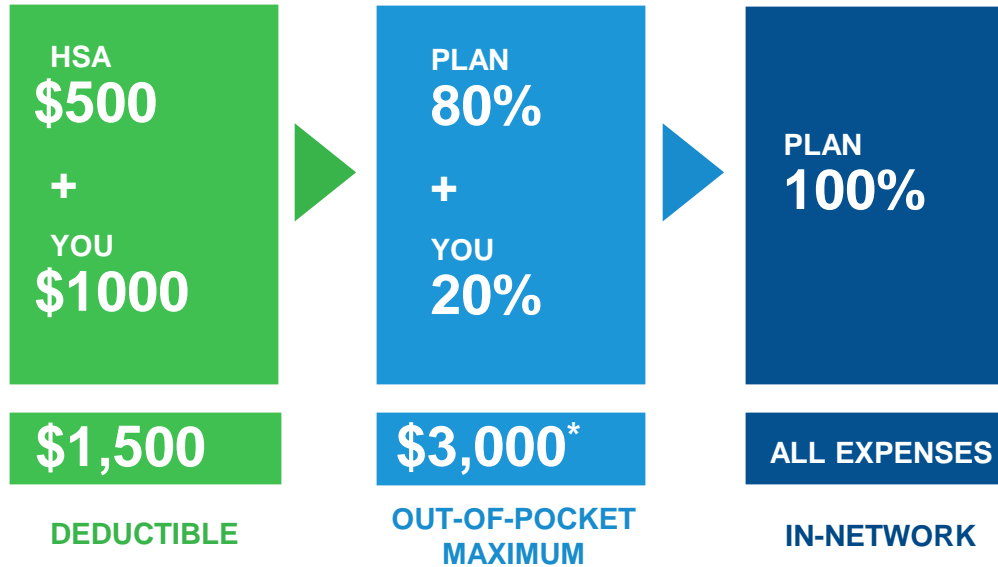 HSA
$500
+
YOU
$1000
$1,500
DEDUCTIBLE
PLAN
80%
+
YOU
20%
$3,000*
OUT-OF-POCKET
MAXIMUM
PLAN
100%
ALL EXPENSES
IN-NETWORK